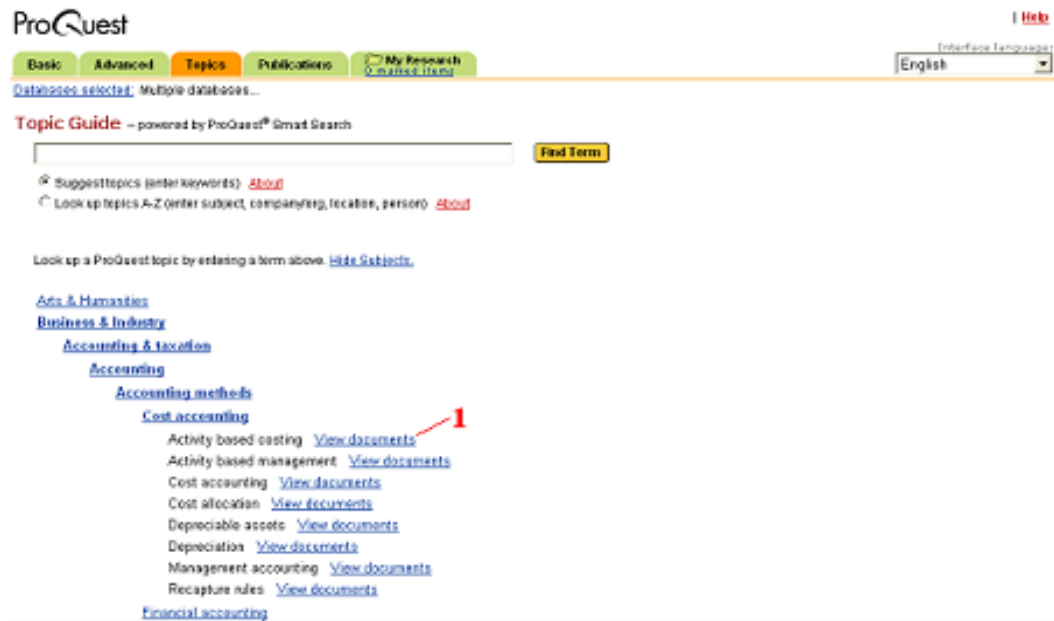 ProQuest
| Help
Interface language:
Basic Advanced Topics Publications My Research
0 marked items
English
Databases selected: Multiple databases...
Topic Guide – powered by ProQuest® Smart Search
Find Term
Suggest topics (enter keywords) About
Look up topics A-Z (enter subject, company/org, location, person) About
Look up a ProQuest topic by entering a term above. Hide Subjects.
Arts & Humanities
Business & Industry
Accounting & taxation
Accounting
Accounting methods
Cost accounting
1
Activity based costing View documents
Activity based management View documents
Cost accounting View documents
Cost allocation View documents
Depreciable assets View documents
Depreciation View documents
Management accounting View documents
Recapture rules View documents
Financial accounting